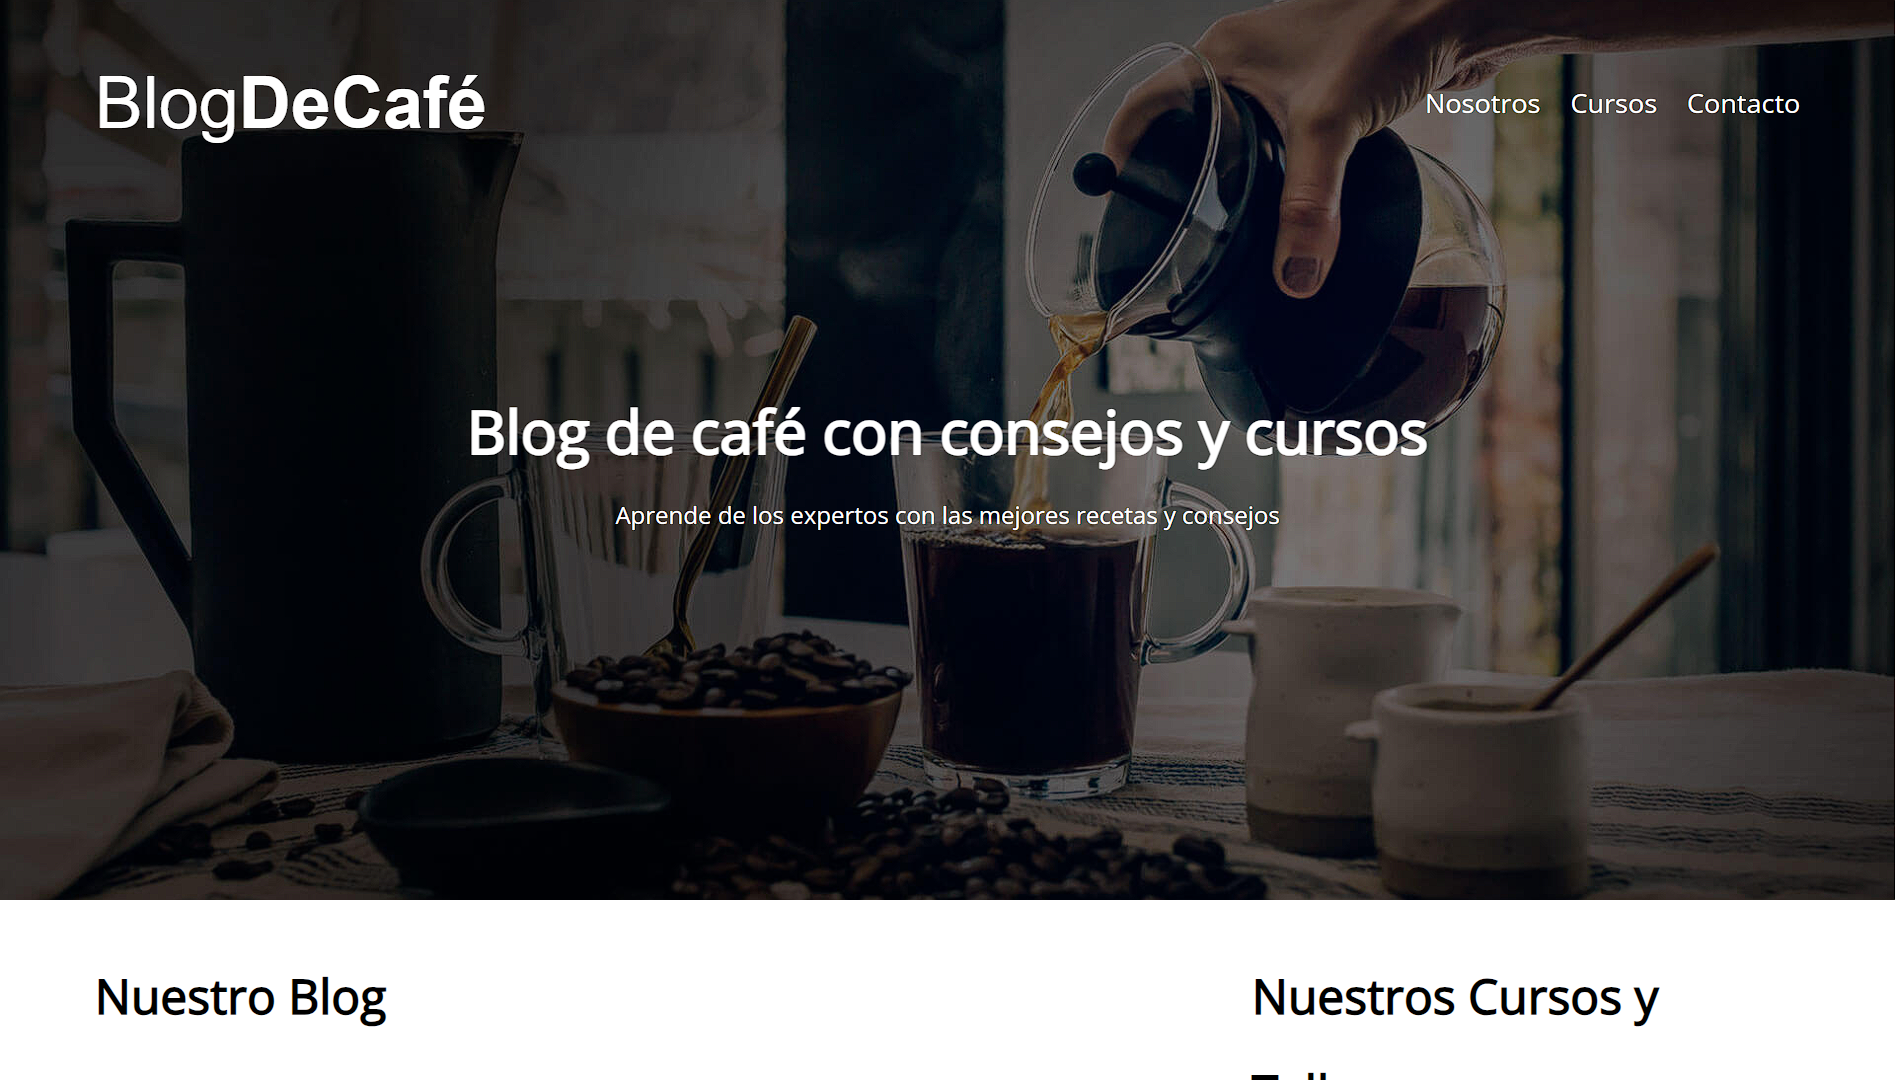 BlogDeCafé
Nosotros Cursos Contacto
Blog de café con consejos y cursos
Aprende de los expertos con las mejores recetas y consejos
Nuestro Blog
Nuestros Cursos y